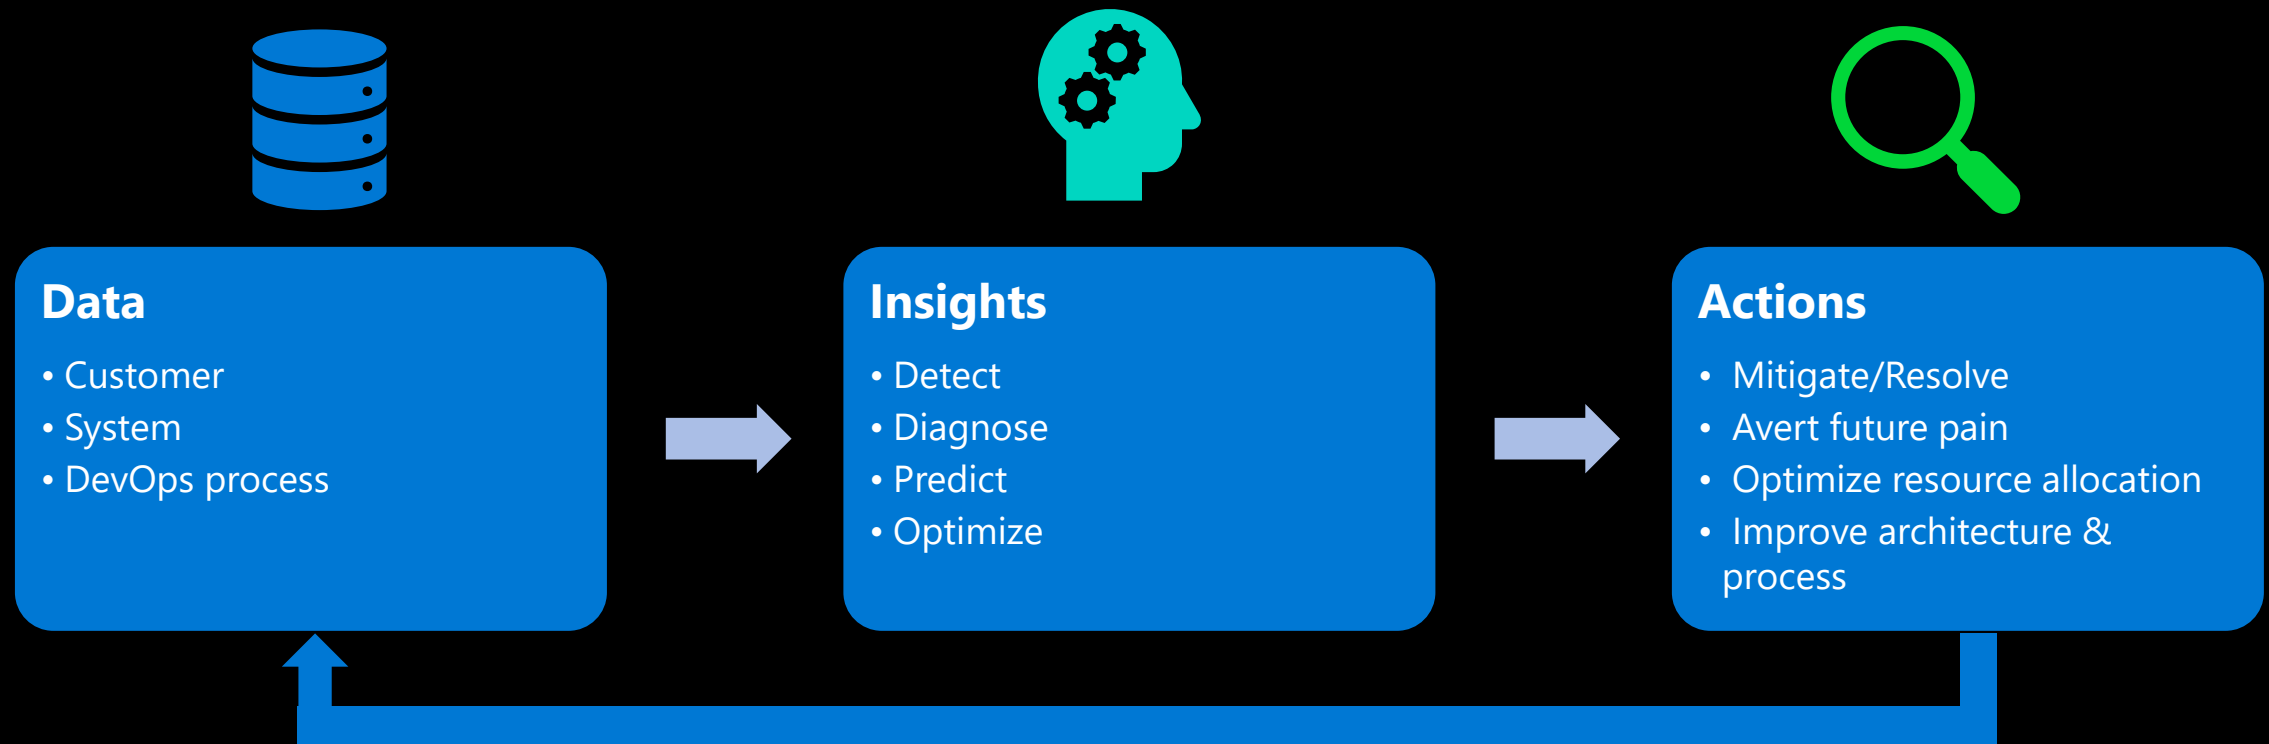 Data
• Customer
• System
• DevOps process
Insights
• Detect
• Diagnose
• Predict
• Optimize
Actions
• Mitigate/Resolve
• Avert future pain
• Optimize resource allocation
• Improve architecture &
process